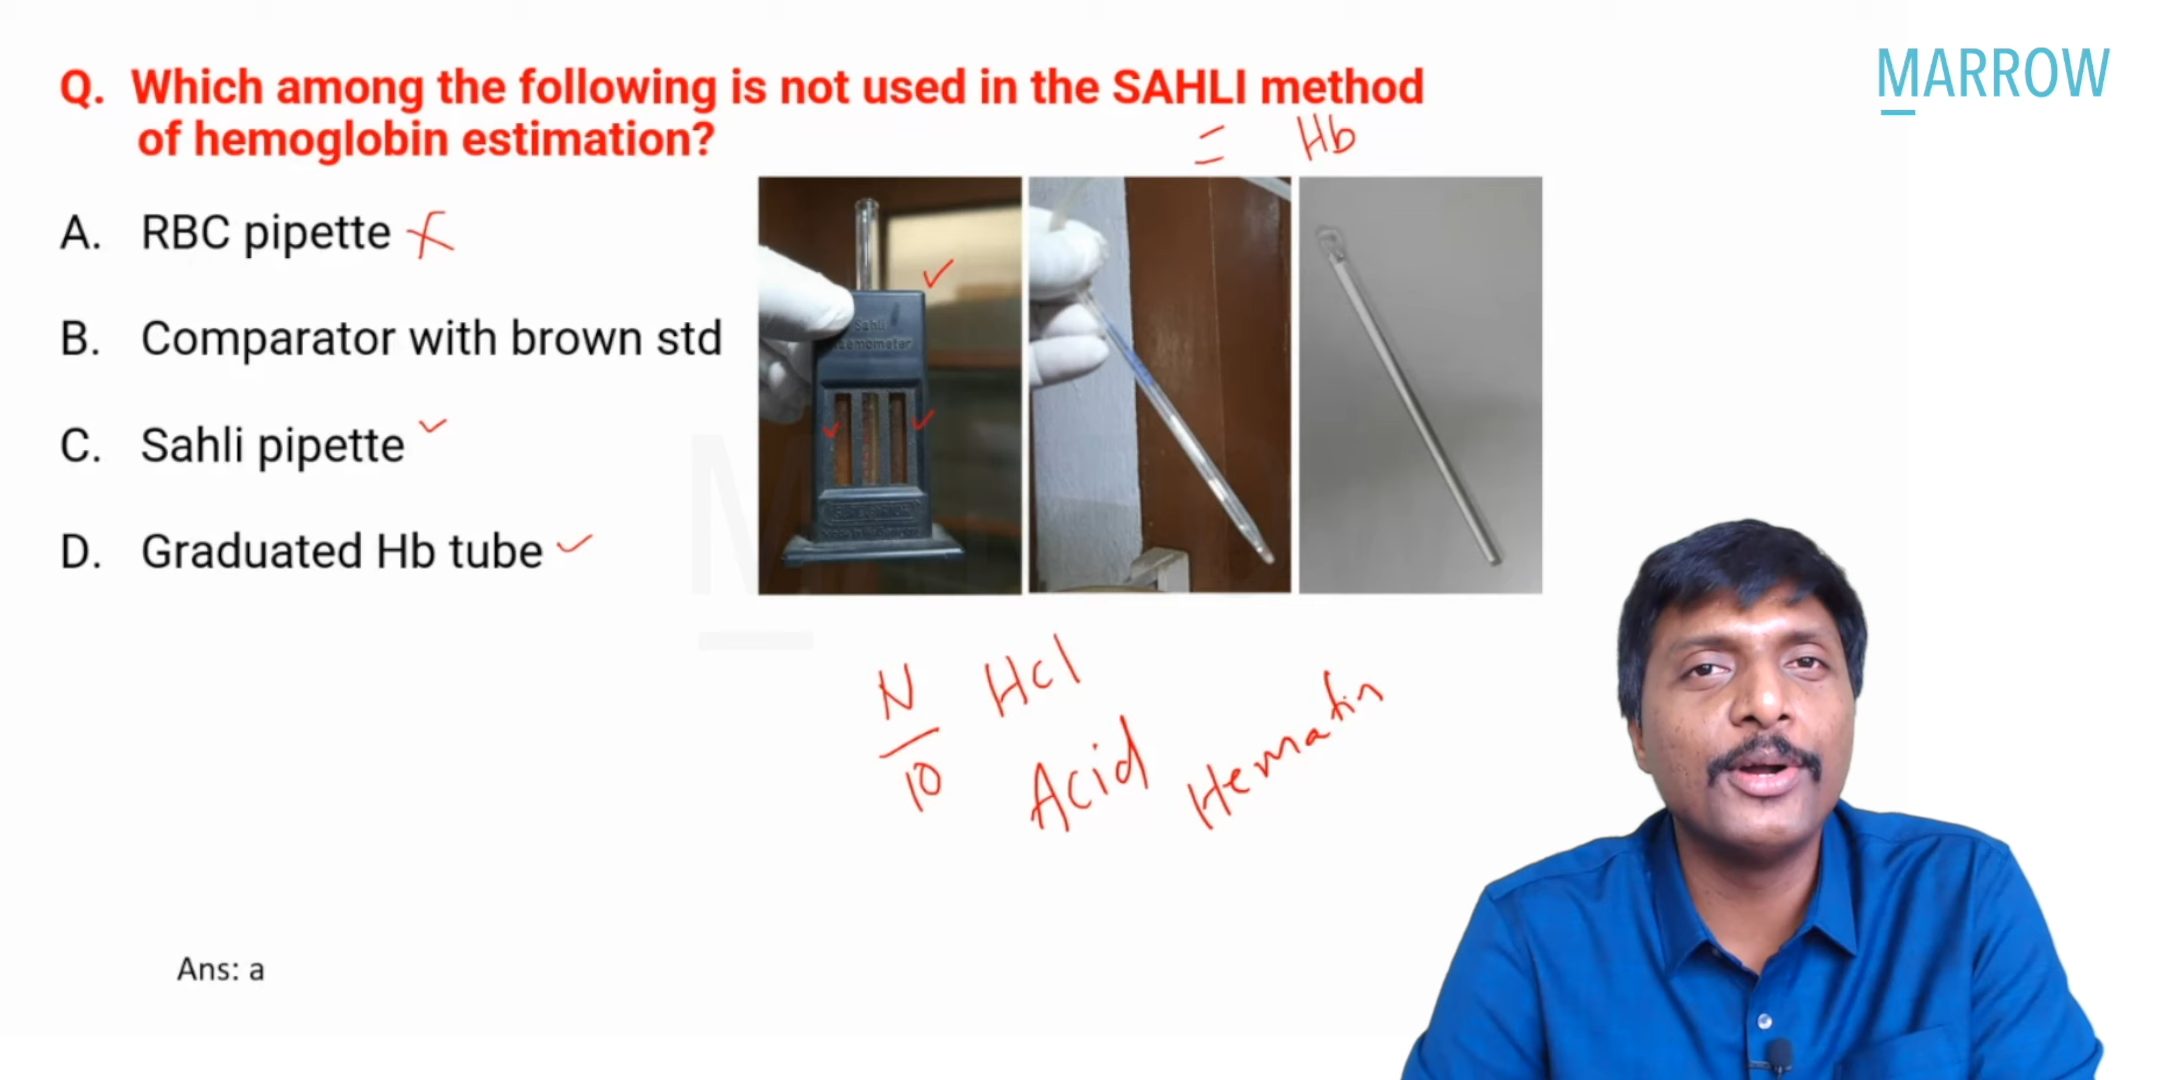 MARROW
Q. Which among the following is not used in the SAHLI method
of hemoglobin estimation?
= Hb
A. RBC pipette ✗
B. Comparator with brown std
C. Sahli pipette ✓
D. Graduated Hb tube ✓
Sahli
N/10 HCl
Acid Hematin
Ans: a